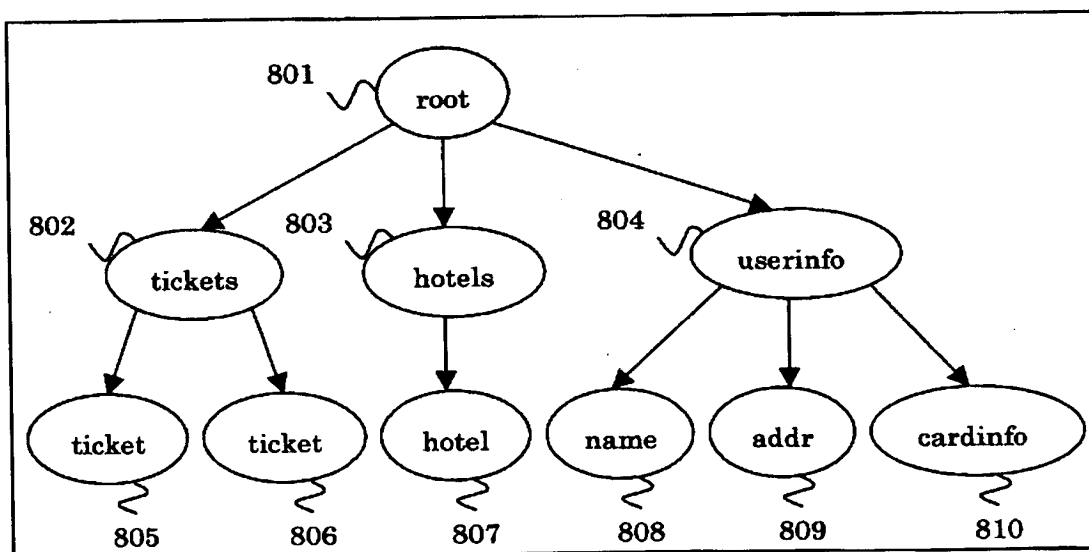 801
root
802
803
804
tickets
hotels
userinfo
ticket
ticket
hotel
name
addr
cardinfo
805
806
807
808
809
810